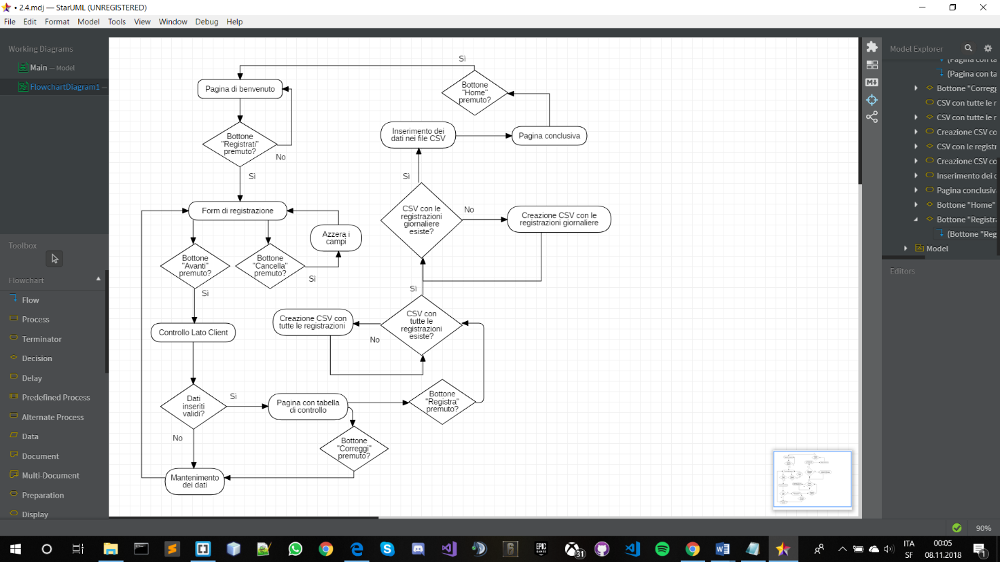 • 2.4.mdj — StarUML (UNREGISTERED)
File Edit Format Model Tools View Window Debug Help
Working Diagrams
Main — Model
FlowchartDiagram1 —
Toolbox
Flowchart
Flow
Process
Terminator
Decision
Delay
Predefined Process
Alternate Process
Data
Document
Multi-Document
Preparation
Display
Sì
Pagina di benvenuto
Bottone
"Registrati"
premuto?
No
Sì
Form di registrazione
Azzera i
campi
Bottone
"Avanti"
premuto?
Bottone
"Cancella"
premuto?
Sì
Sì
Controllo Lato Client
Dati
inseriti
validi?
Sì
No
Mantenimento
dei dati
Pagina con tabella
di controllo
Bottone
"Correggi"
premuto?
Bottone
"Registra"
premuto?
Creazione CSV con
tutte le registrazioni
No
CSV con
tutte le
registrazioni
esiste?
Sì
CSV con le
registrazioni
giornaliere
esiste?
No
Creazione CSV con le
registrazioni giornaliere
Sì
Inserimento dei
dati nei file CSV
Pagina conclusiva
Bottone
"Home"
premuto?
M
Model Explorer
(Pagina con ta
(Pagina con ta
Bottone "Corregg
CSV con tutte le r
CSV con tutte le r
Creazione CSV co
CSV con le registr
Creazione CSV co
Inserimento dei d
Pagina conclusiv
Bottone "Home"
Bottone "Registra
(Bottone "Reg
Model
Editors
90%
6
EPIC
GAMES
31
ITA
SF
00:05
08.11.2018
1